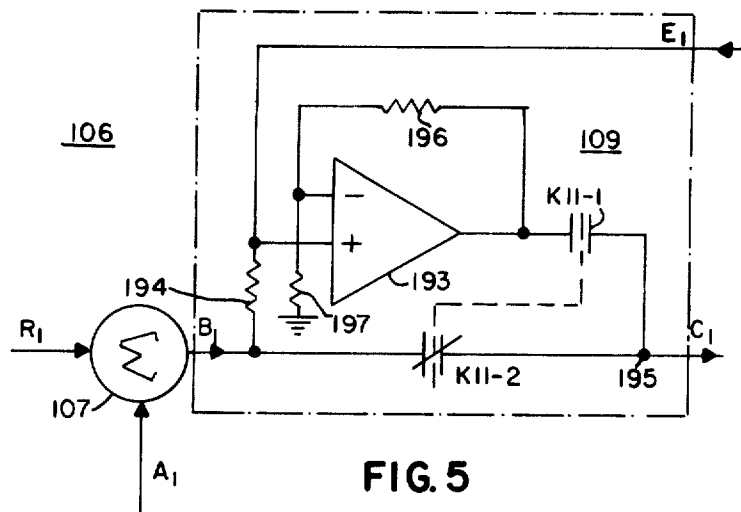 E₁
106
196
109
K11-1
−
+
193
194
197
R₁
B₁
C₁
Σ
K11-2
195
107
A₁
FIG. 5